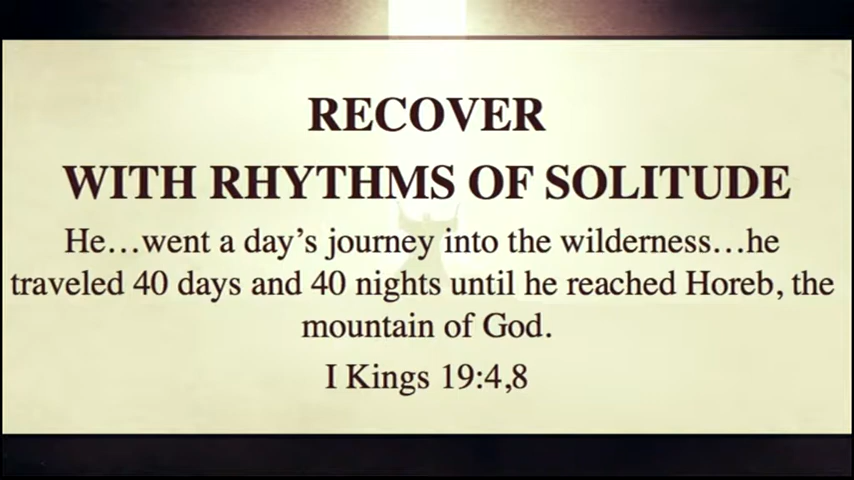 RECOVER
WITH RHYTHMS OF SOLITUDE
He…went a day’s journey into the wilderness…he
traveled 40 days and 40 nights until he reached Horeb, the
mountain of God.
I Kings 19:4,8